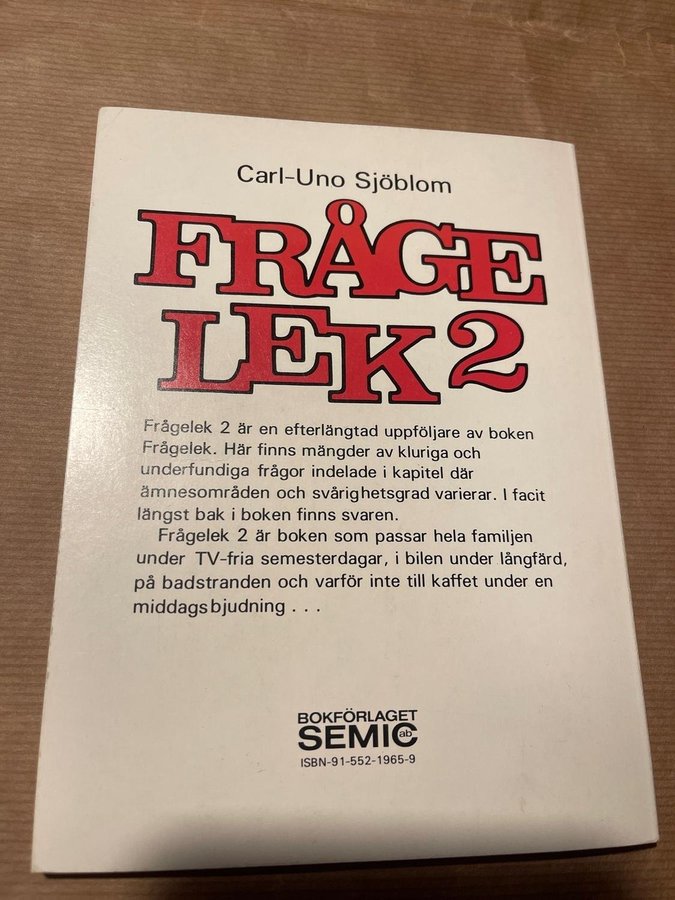 Carl-Uno Sjöblom
FRÅGE
LEK 2
Frågelek 2 är en efterlängtad uppföljare av boken
Frågelek. Här finns mängder av kluriga och
underfundiga frågor indelade i kapitel där
ämnesområden och svårighetsgrad varierar. I facit
längst bak i boken finns svaren.
Frågelek 2 är boken som passar hela familjen
under TV-fria semesterdagar, i bilen under långfärd,
på badstranden och varför inte till kaffet under en
middagsbjudning . . .
BOKFÖRLAGET
SEMIC ab
ISBN-91-552-1965-9